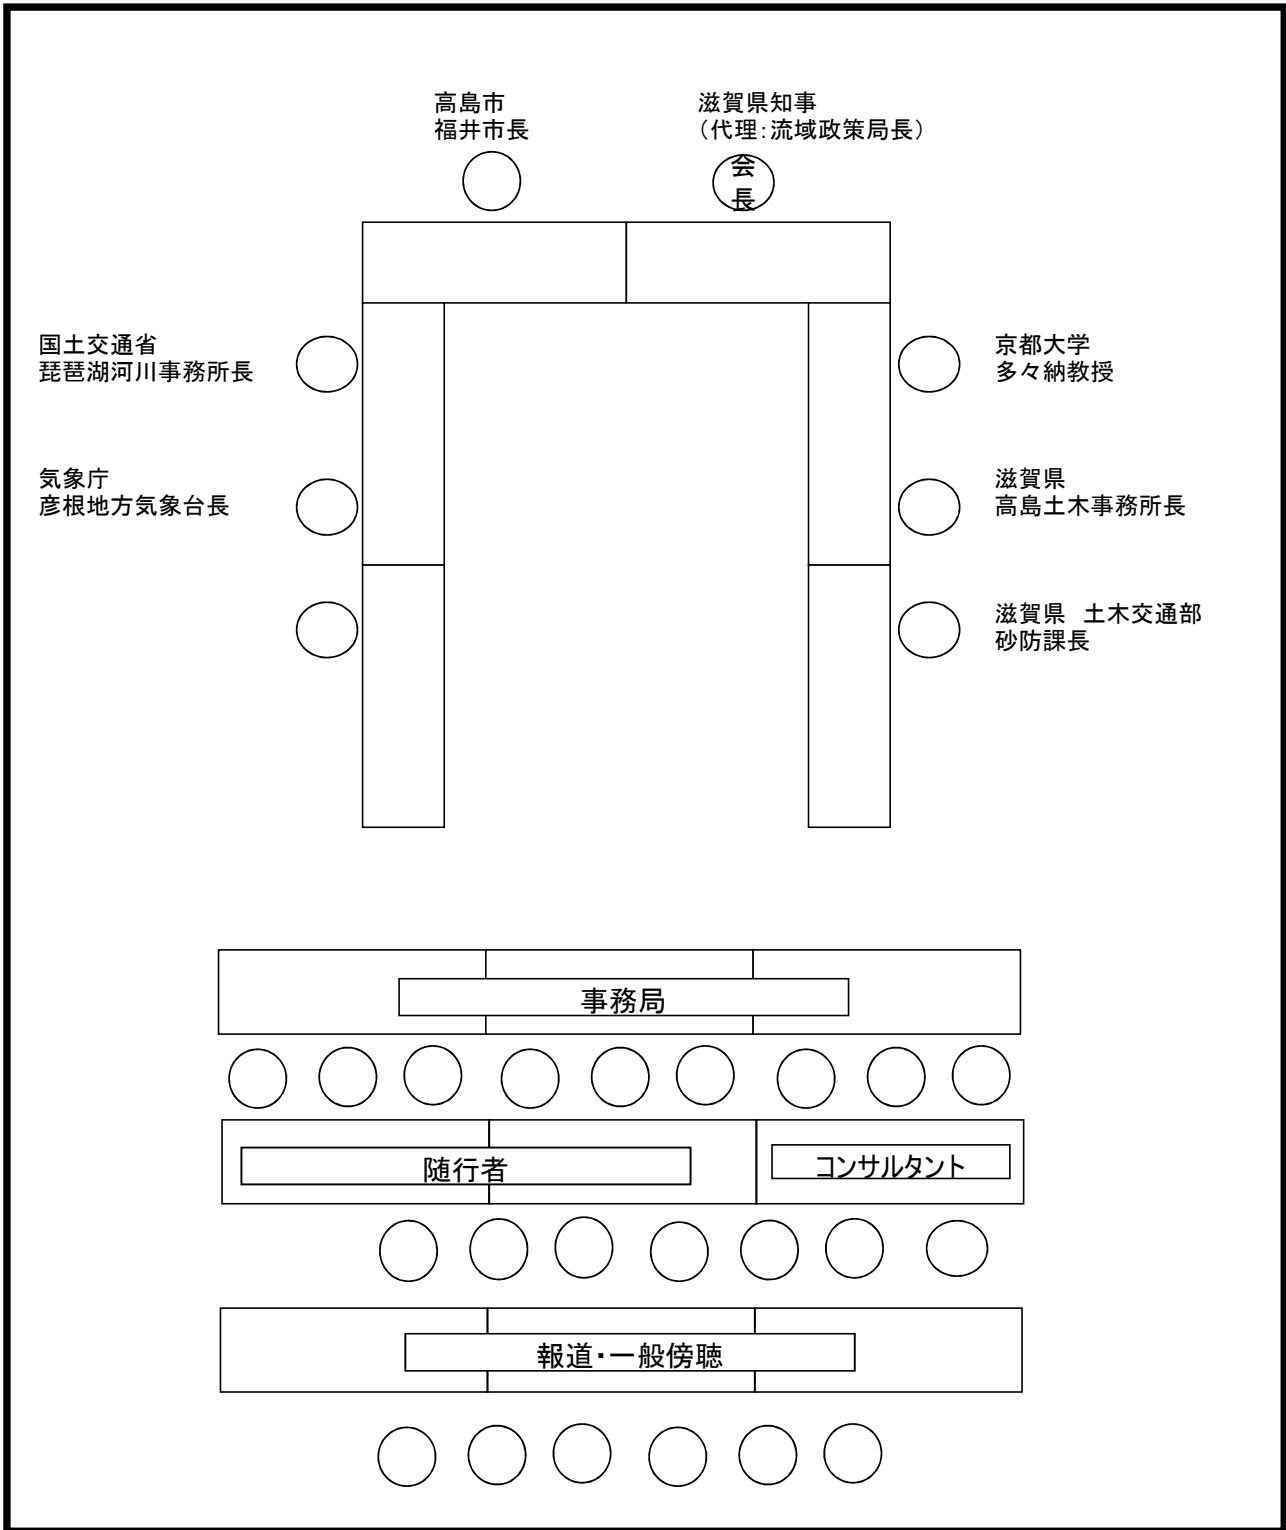 高島市
福井市長
滋賀県知事
（代理：流域政策局長）
会
長
国土交通省
琵琶湖河川事務所長
京都大学
多々納教授
気象庁
彦根地方気象台長
滋賀県
高島土木事務所長
滋賀県　土木交通部
砂防課長
事務局
随行者
コンサルタント
報道・一般傍聴